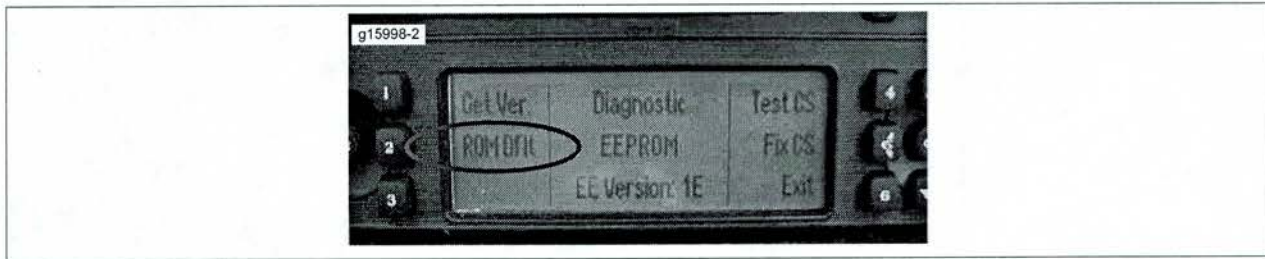 g15998-2
1 Get Ver. Diagnostic Test CS 4
2 ROM Dflt EEPROM Fix CS
3 EE Version: 1E Exit 6